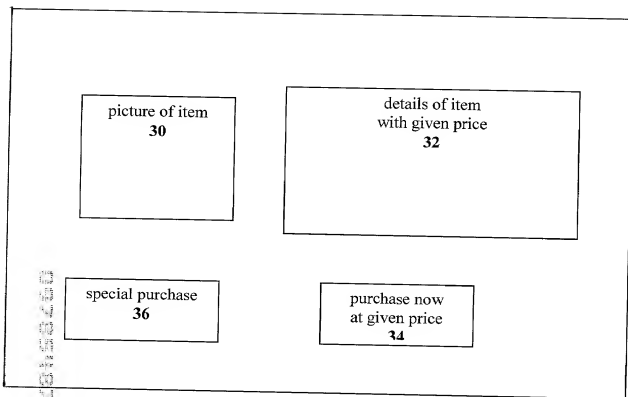 picture of item
30
details of item
with given price
32
special purchase
36
purchase now
at given price
34